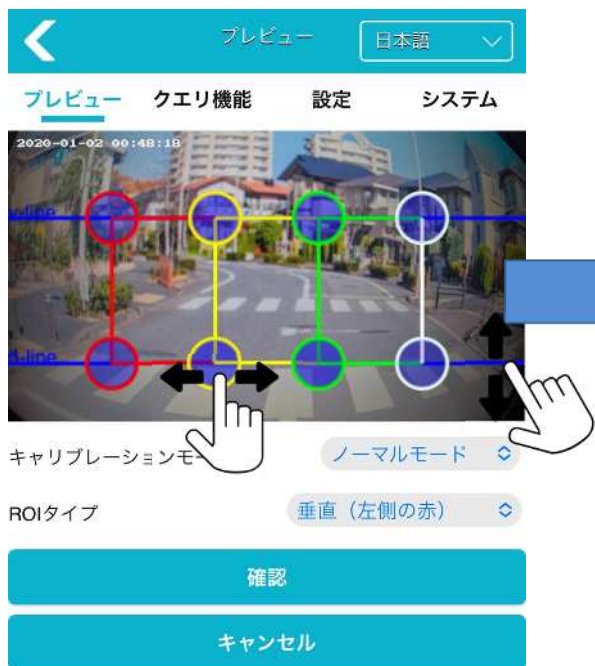 プレビュー 日本語
プレビュー クエリ機能 設定 システム
2020-01-02 00:48:18
-line
-line
キャリブレーションモー ノーマルモード
ROIタイプ 垂直（左側の赤）
確認
キャンセル